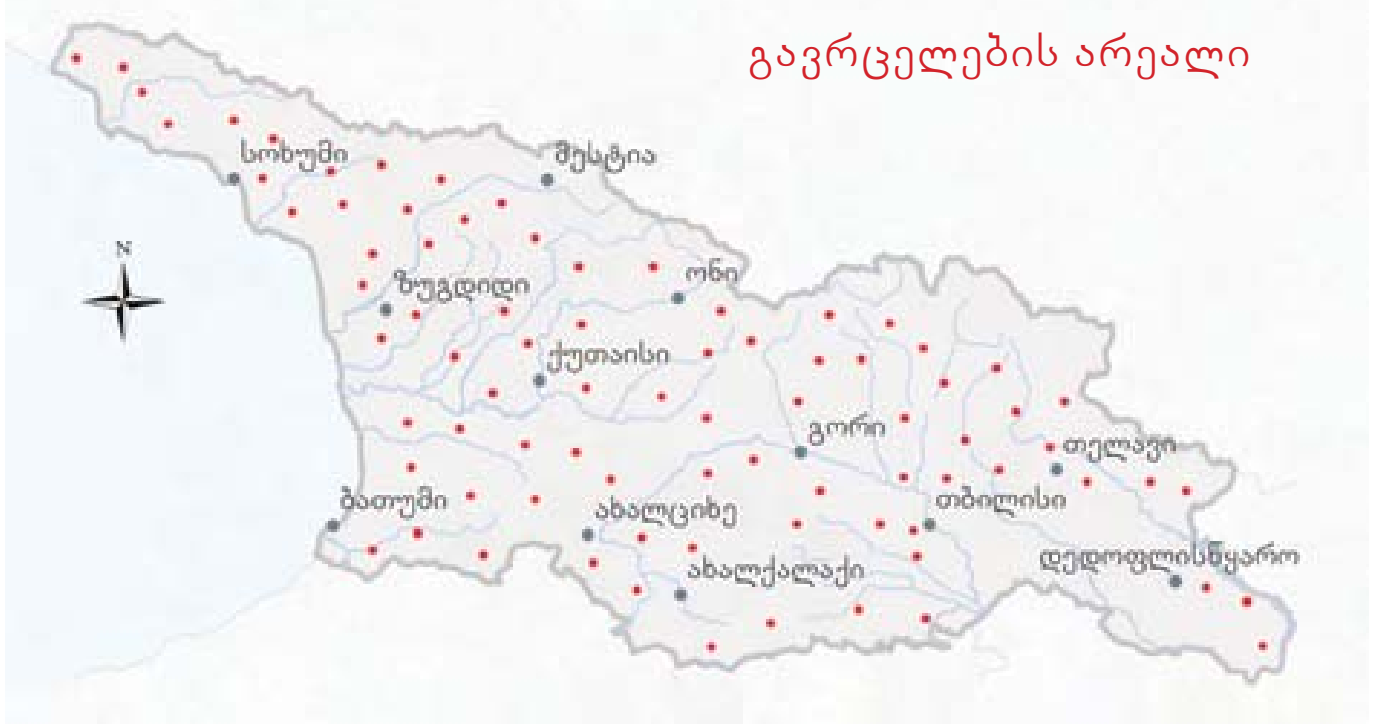 გავრცელების არეალი
სოხუმი
მესტია
N
ზუგდიდი
ონი
ქუთაისი
გორი
თელავი
ბათუმი
ახალციხე
თბილისი
ახალქალაქი
დედოფლისწყარო